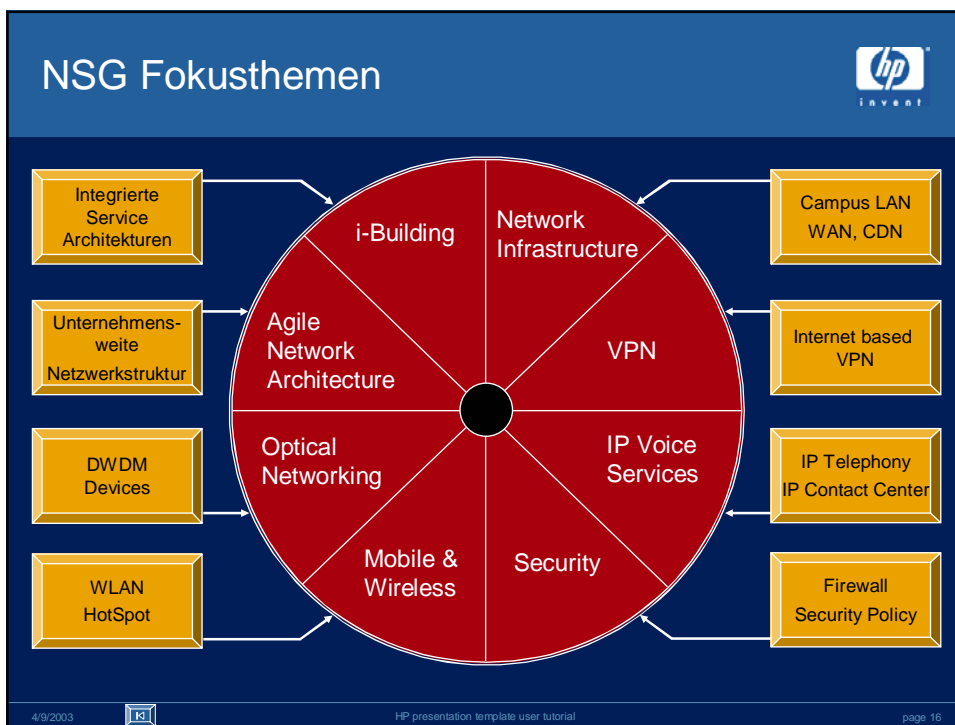 NSG Fokusthemen
hp
invent
Integrierte
Service
Architekturen
Unternehmens-
weite
Netzwerkstruktur
DWDM
Devices
WLAN
HotSpot
i-Building
Network
Infrastructure
Agile
Network
Architecture
VPN
Optical
Networking
IP Voice
Services
Mobile &
Wireless
Security
Campus LAN
WAN, CDN
Internet based
VPN
IP Telephony
IP Contact Center
Firewall
Security Policy
4/9/2003
HP presentation template user tutorial
page 16